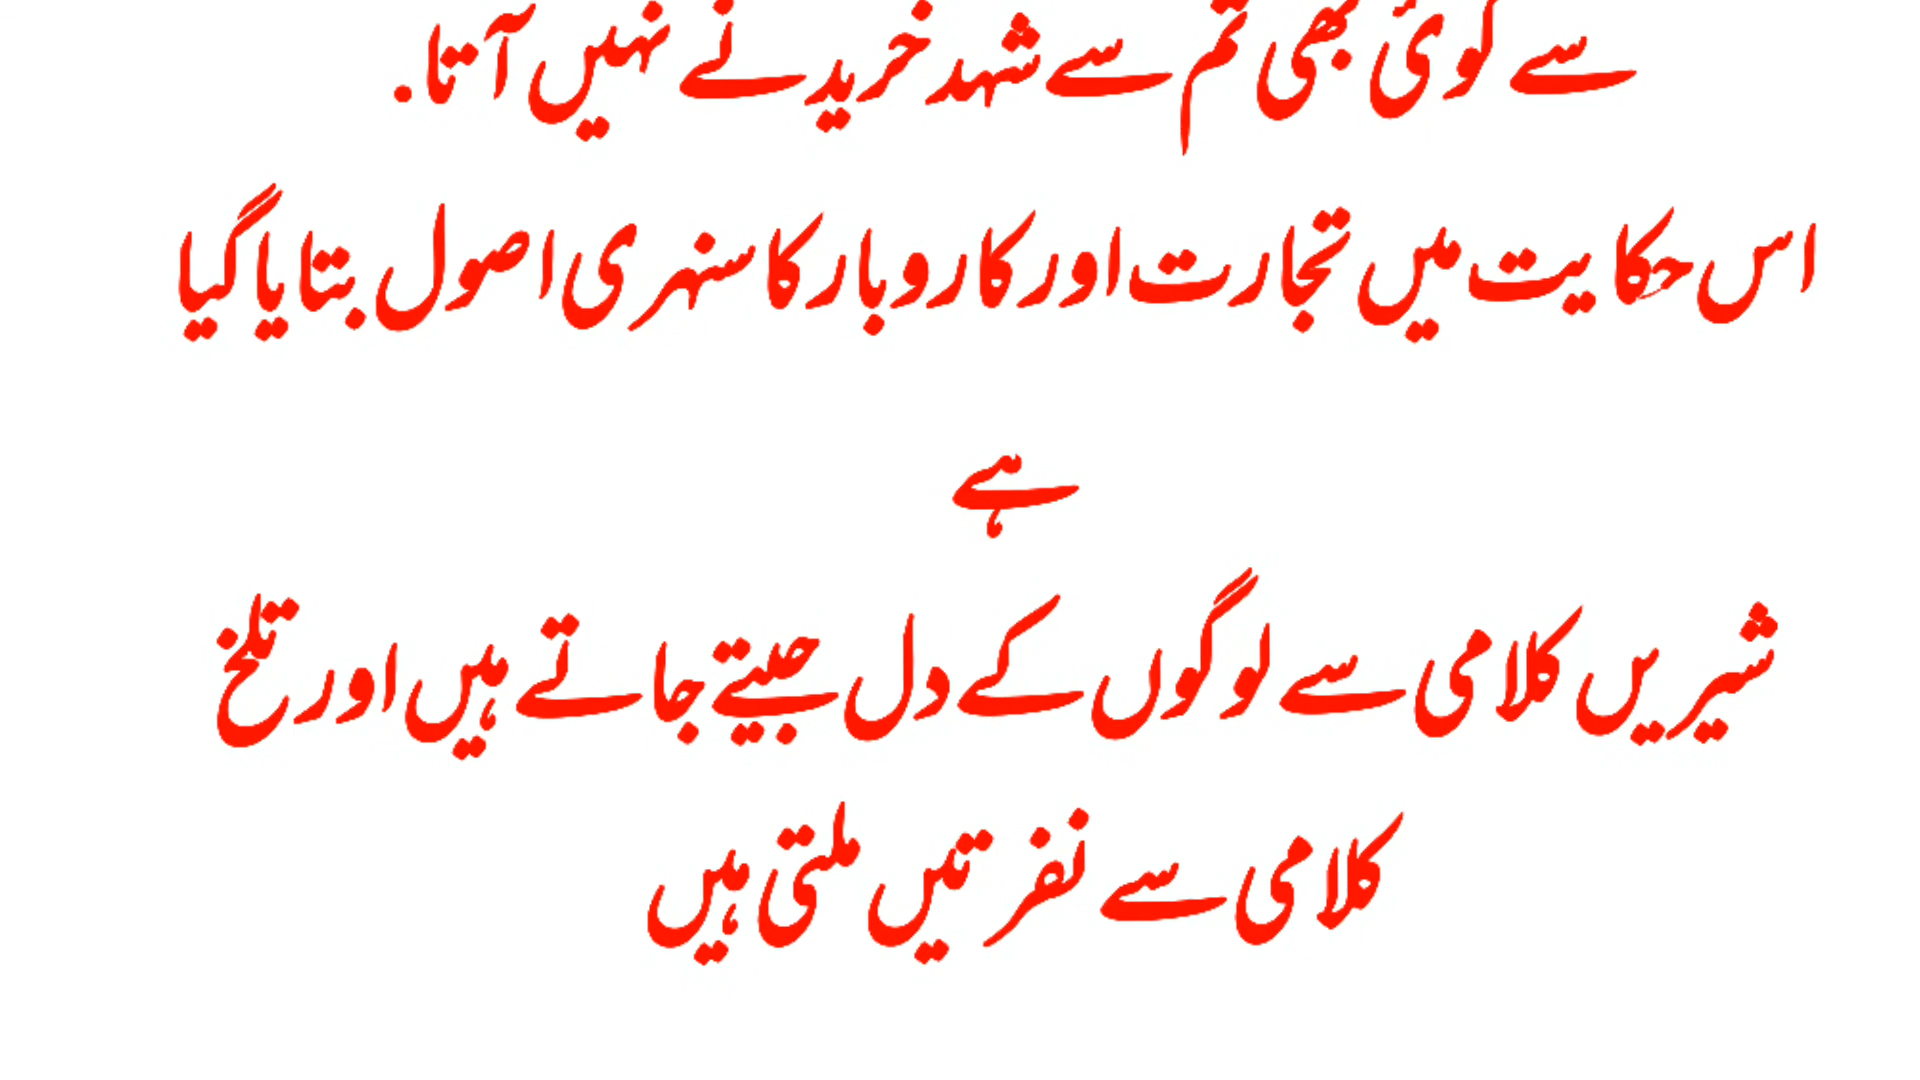 سے کوئ بھی تم سے شہد خریدنے نہیں آتا.
اس حکایت میں تجارت اور کاروبار کا سنہری اصول بتایا گیا
ہے
شیریں کلامی سے لوگوں کے دل جیتے جاتے ہیں اور تلخ
کلامی سے نفرتیں ملتی ہیں